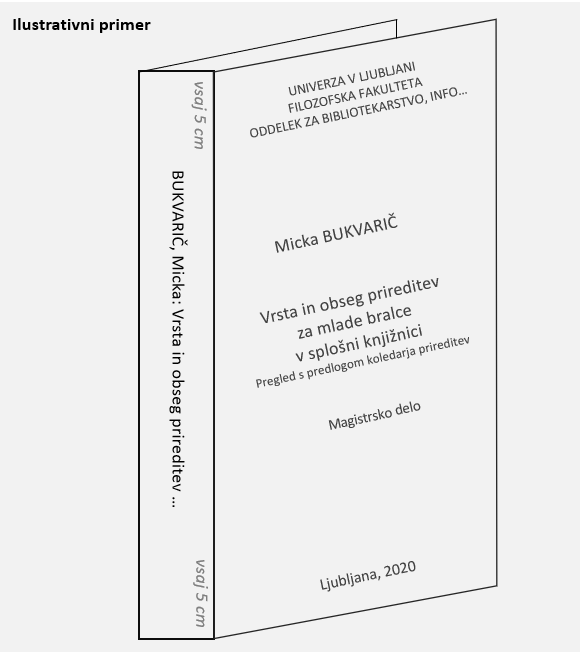 Ilustrativni primer
vsaj 5 cm
BUKVARIČ, Micka: Vrsta in obseg prireditev ...
vsaj 5 cm
UNIVERZA V LJUBLJANI
FILOZOFSKA FAKULTETA
ODDELEK ZA BIBLIOTEKARSTVO, INFO...
Micka BUKVARIČ
Vrsta in obseg prireditev
za mlade bralce
v splošni knjižnici
Pregled s predlogom koledarja prireditev
Magistrsko delo
Ljubljana, 2020